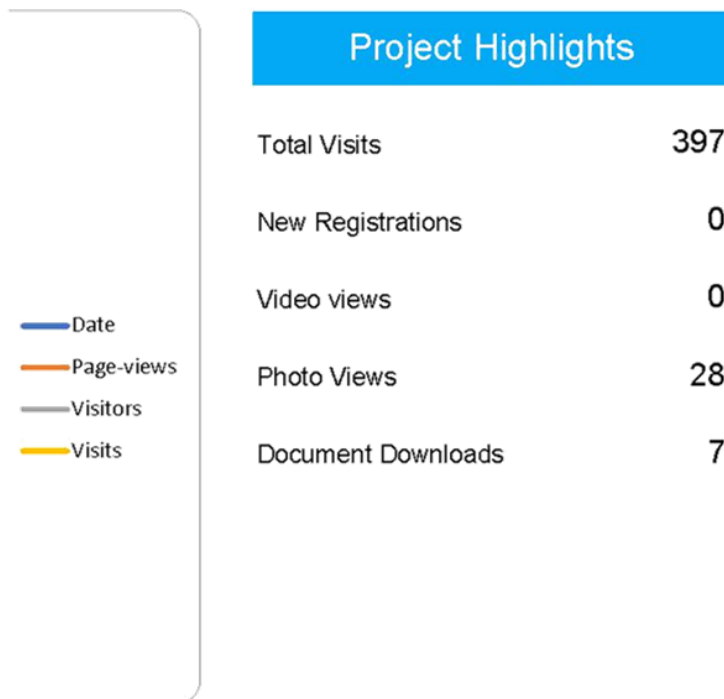 Project Highlights
Total Visits 397
New Registrations 0
Video views 0
Photo Views 28
Document Downloads 7
Date
Page-views
Visitors
Visits